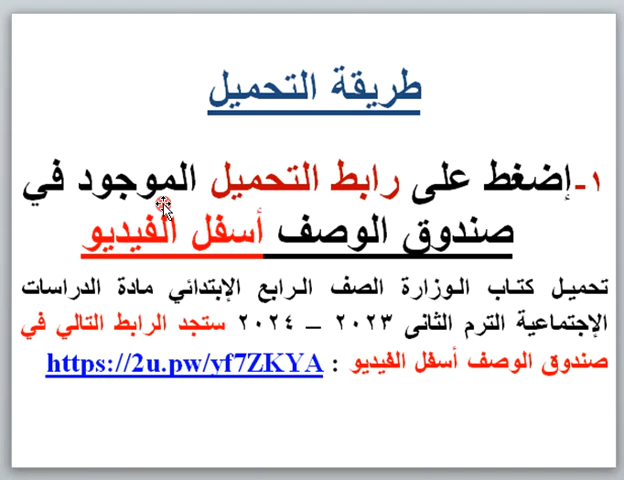 طريقة التحميل
١- إضغط على رابط التحميل الموجود في
صندوق الوصف أسفل الفيديو
تحميل كتاب الوزارة الصف الرابع الإبتدائي مادة الدراسات
الإجتماعية الترم الثانى ٢٠٢٣ – ٢٠٢٤ ستجد الرابط التالي في
صندوق الوصف أسفل الفيديو : https://2u.pw/yf7ZKYA